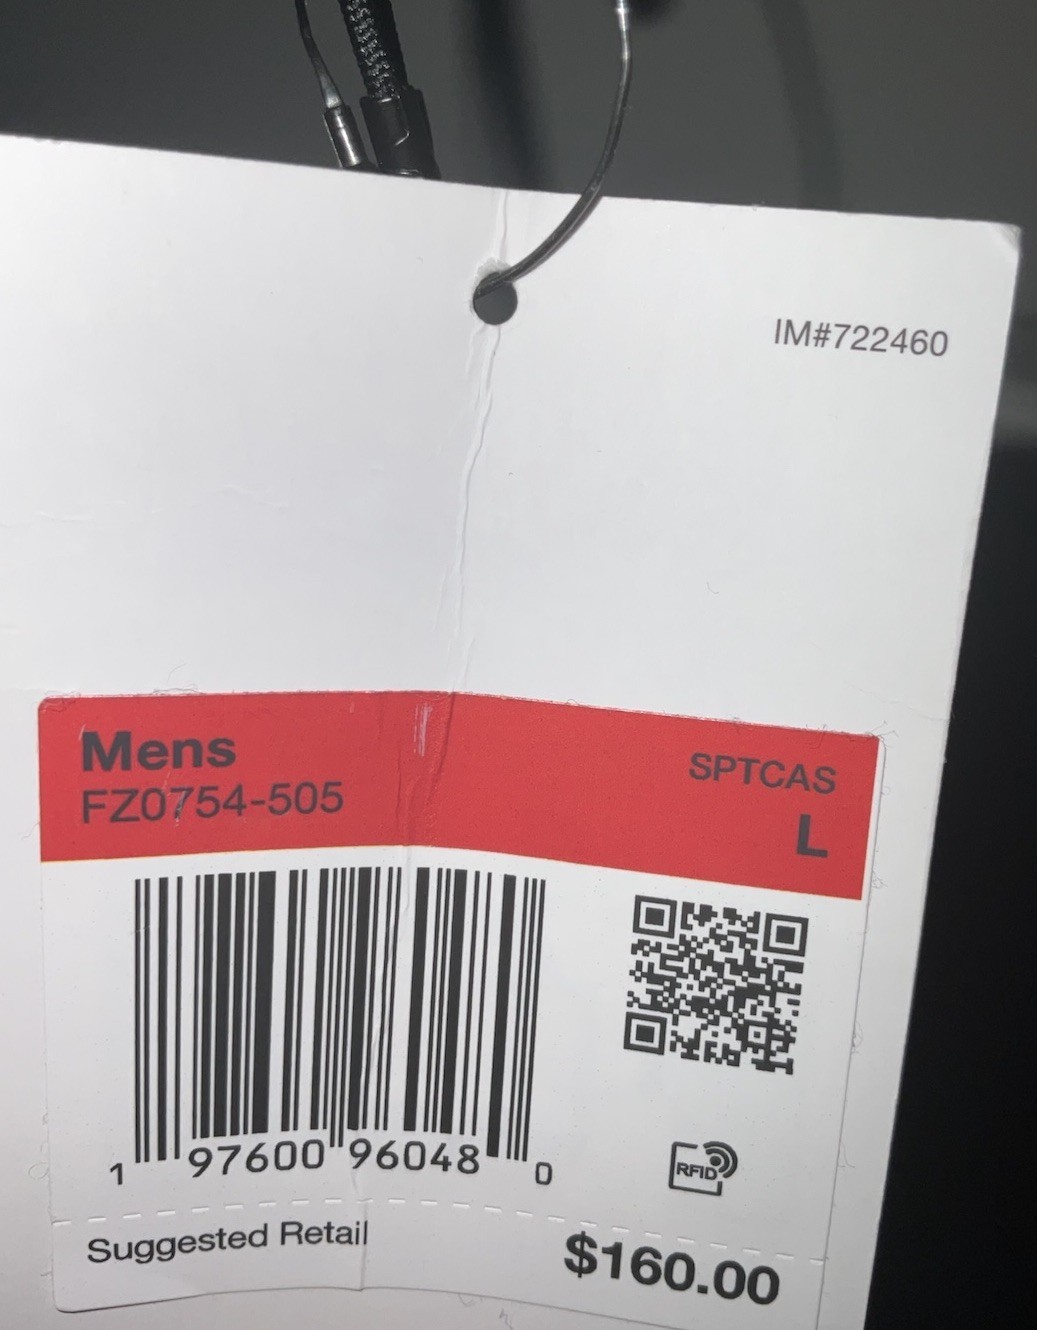 IM#722460
Mens
SPTCAS
FZ0754-505
L
1 97600 96048 0
RFID
Suggested Retail
$160.00